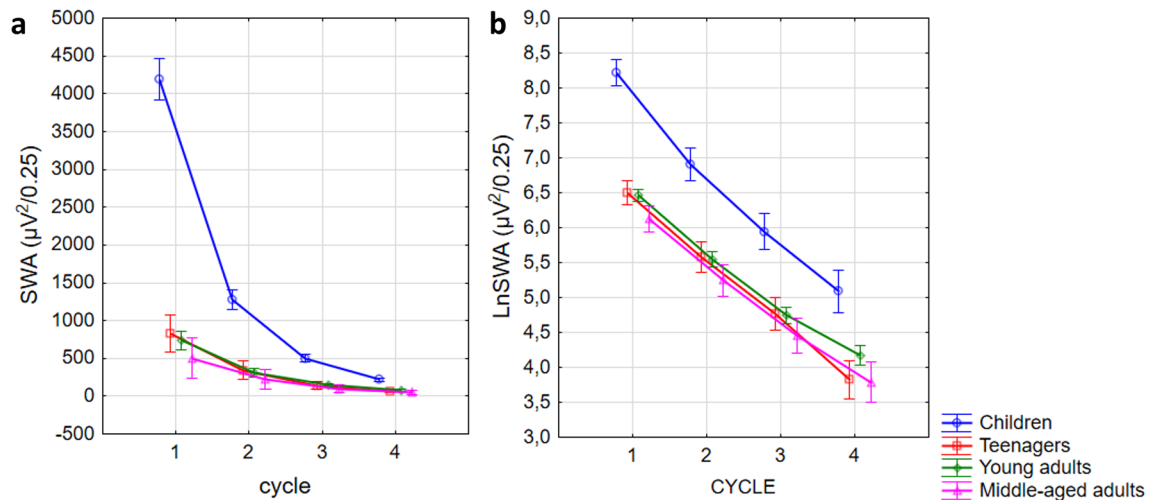 a
5000
4500
4000
3500
3000
2500
2000
1500
1000
500
0
-500
SWA (µV²/0.25)
1 2 3 4
cycle
b
9,0
8,5
8,0
7,5
7,0
6,5
6,0
5,5
5,0
4,5
4,0
3,5
3,0
LnSWA (µV²/0.25)
1 2 3 4
CYCLE
Children
Teenagers
Young adults
Middle-aged adults